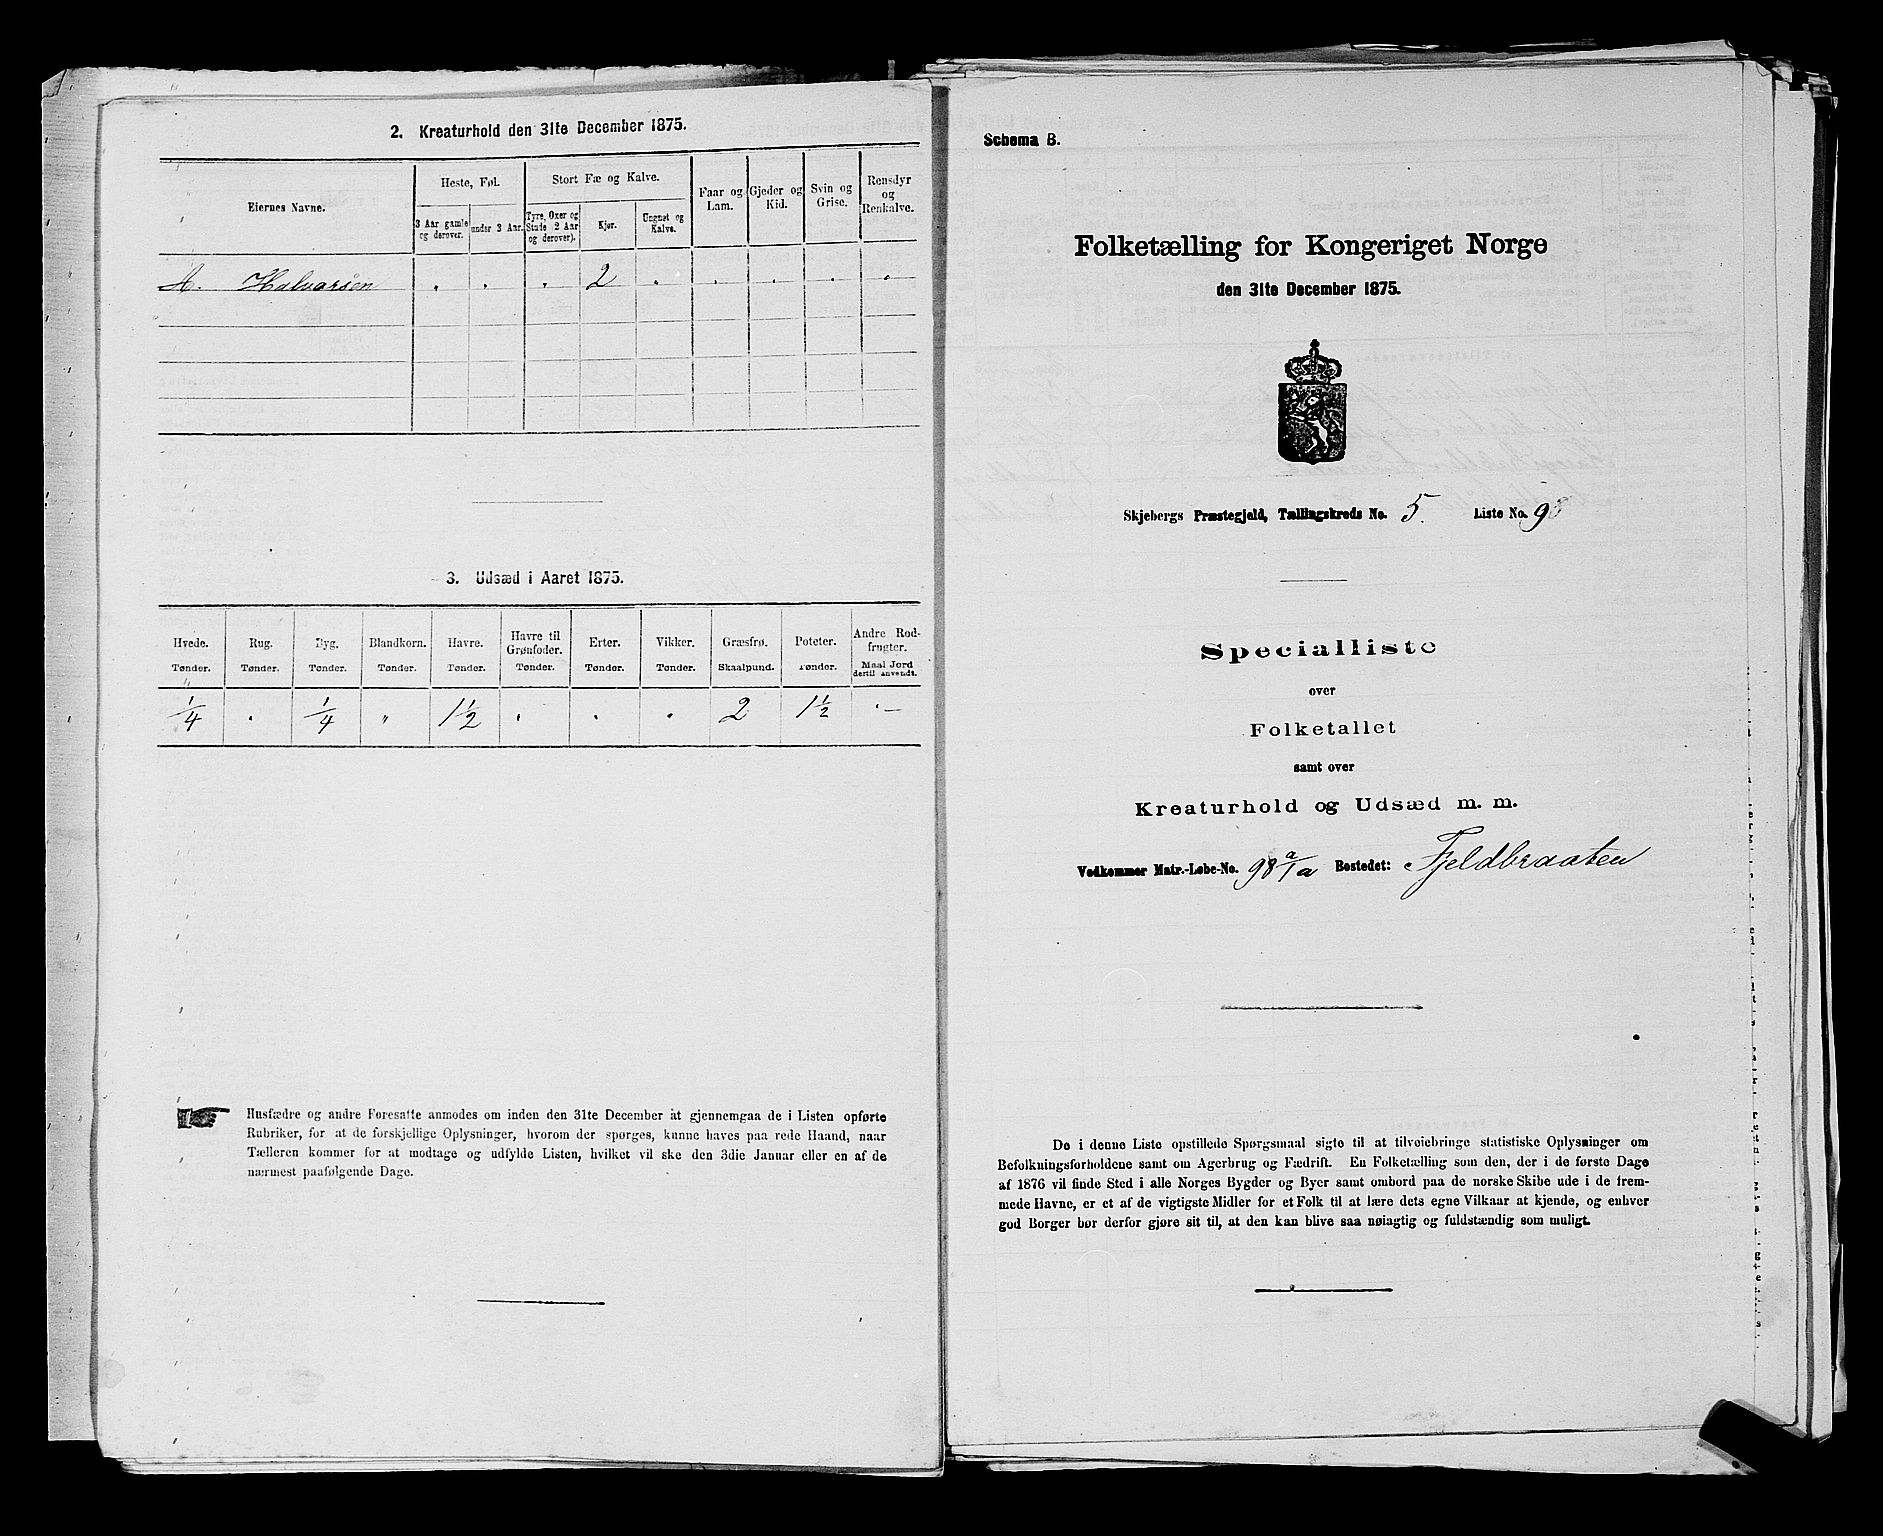 2. Kreaturhold den 31te December 1875.
Eiernes Navne.
Heste, Føl.
Stort Fæ og Kalve.
Faar og Lam.
Gjeder og Kid.
Svin og Grise.
Rensdyr og Renkalve.
3 Aar gamle og derover.
under 3 Aar.
Tyre, Oxer og Stude 2 Aar og derover).
Kjør.
Ungnøt og Kalve.
A. Halvorsen " " " 2 " " " " "
3. Udsæd i Aaret 1875.
Hvede. Rug. Byg. Blandkorn. Havre. Havre til Grønfoder. Erter. Vikker. Græsfrø. Poteter. Andre Rodfrugter.
Tønder. Tønder. Tønder. Tønder. Tønder. Tønder. Tønder. Tønder. Skaalpund. Tønder. Maal Jord dertil anvendt.
1/4 " 1/4 " 1 1/2 " " " 2 1 1/2 "—
Husfædre og andre Foresatte anmodes om inden den 31te December at gjennemgaa de i Listen opførte
Rubriker, for at de forskjellige Oplysninger, hvorom der spørges, kunne haves paa rede Haand, naar
Tælleren kommer for at modtage og udfylde Listen, hvilket vil ske den 3die Januar eller en af de
nærmest paafølgende Dage.
Schema B.
Folketælling for Kongeriget Norge
den 31te December 1875.
Skjebergs Præstegjeld, Tællingskreds No. 5. Liste No. 98
Specialliste
over
Folketallet
samt over
Kreaturhold og Udsæd m. m.
Vedkommer Matr.-Løbe-No. 98 a/1a Bostedet: Fjeldbraaten
De i denne Liste opstillede Spørgsmaal sigte til at tilveiebringe statistiske Oplysninger om
Befolkningsforholdene samt om Agerbrug og Fædrift. En Folketælling som den, der i de første Dage
af 1876 vil finde Sted i alle Norges Bygder og Byer samt ombord paa de norske Skibe ude i de frem-
mede Havne, er et af de vigtigste Midler for et Folk til at lære dets egne Vilkaar at kjende, og enhver
god Borger bør derfor gjøre sit til, at den kan blive saa nøiagtig og fuldstændig som muligt.